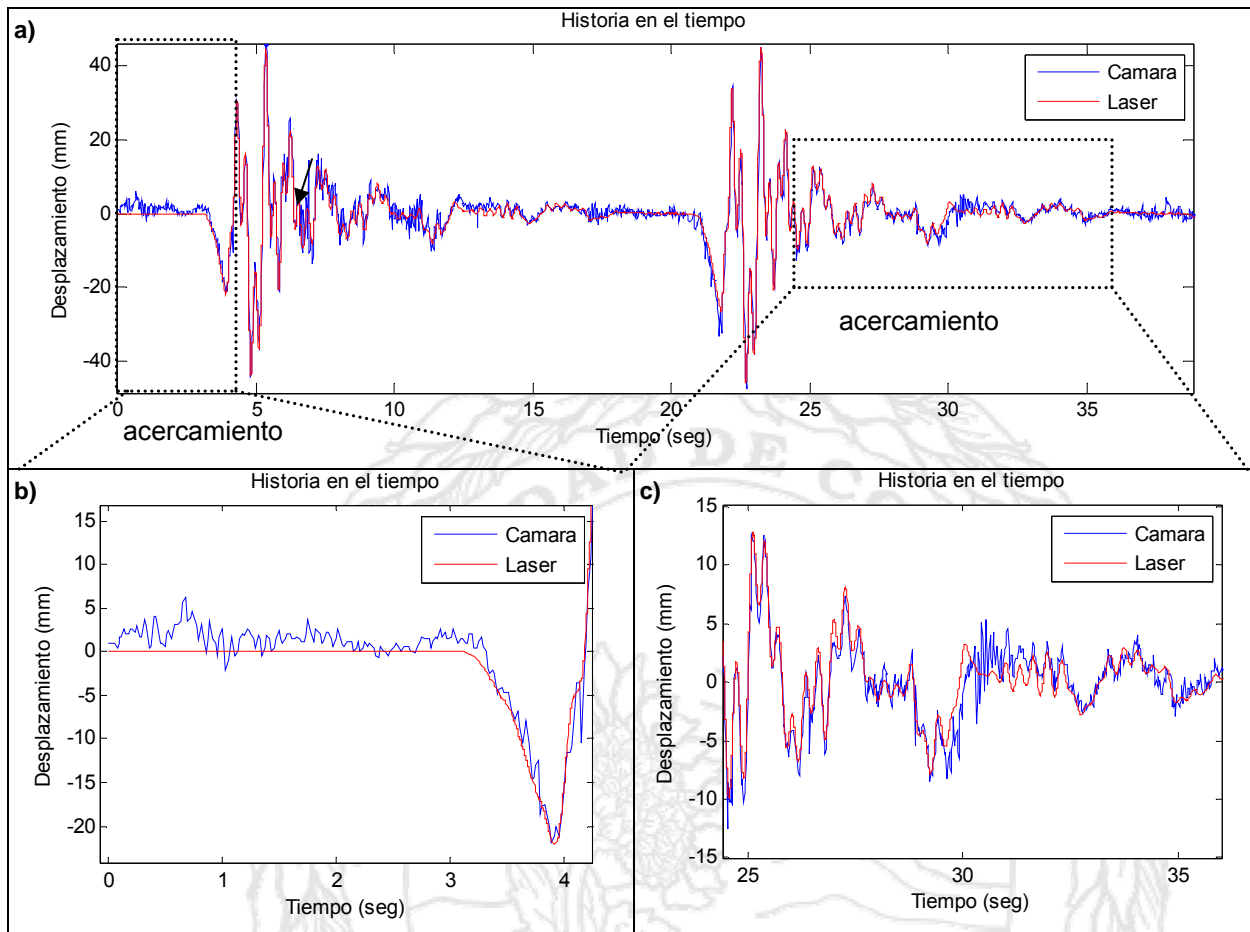 a)
Historia en el tiempo
Desplazamiento (mm)
40
20
0
-20
-40
Camara
Laser
acercamiento
0 5 10 15 20 25 30 35
acercamiento
Tiempo (seg)
b)
Historia en el tiempo
Desplazamiento (mm)
15
10
5
0
-5
-10
-15
-20
Camara
Laser
0 1 2 3 4
Tiempo (seg)
c)
Historia en el tiempo
Desplazamiento (mm)
15
10
5
0
-5
-10
-15
Camara
Laser
25 30 35
Tiempo (seg)
DAD DE CO